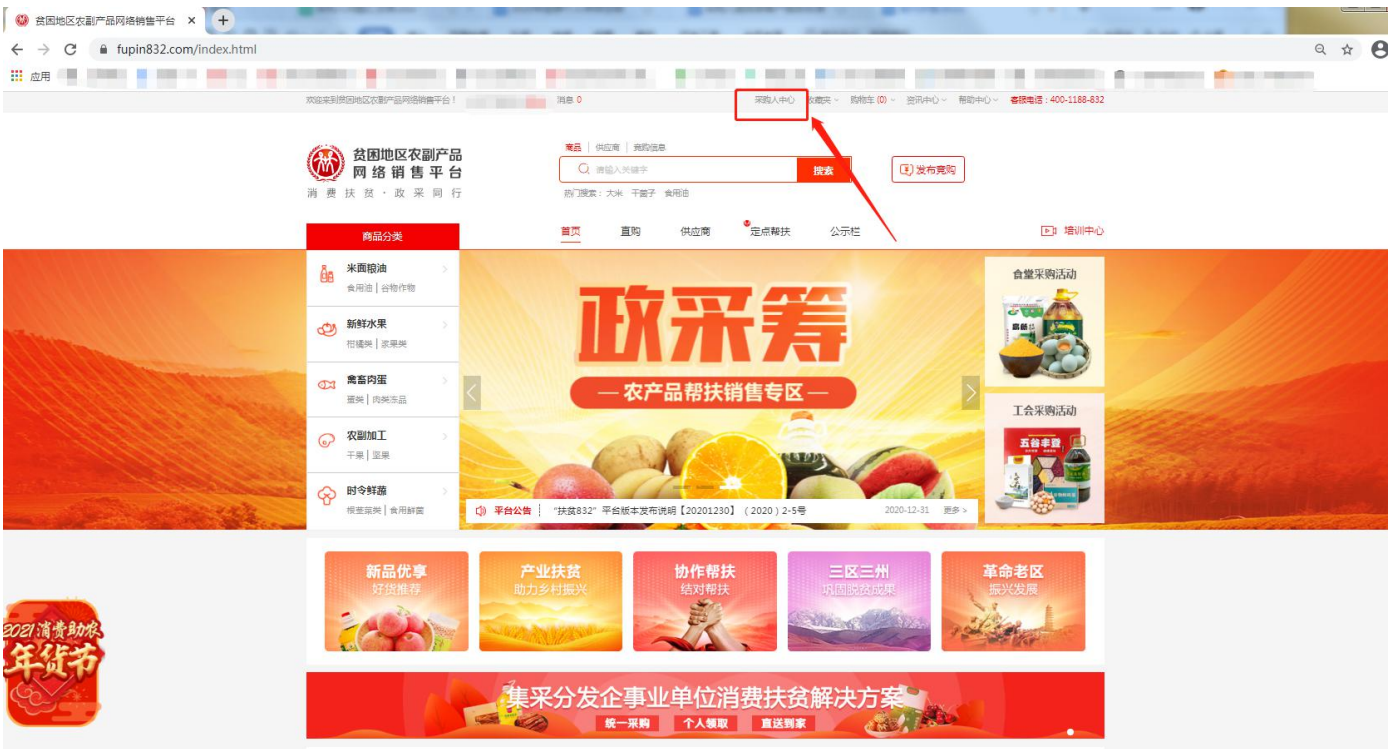 贫困地区农副产品网络销售平台
fupin832.com/index.html
应用
欢迎来到贫困地区农副产品网络销售平台！ 消息 0 采购人中心 收藏夹 购物车 (0) 资讯中心 帮助中心 客服电话：400-1188-832
贫困地区农副产品
网络销售平台
消费扶贫·政采同行
商品 | 供应商 | 竞购信息
请输入关键字 搜索 发布竞购
热门搜索：大米 干菌子 食用油
商品分类 首页 直购 供应商 定点帮扶 公示栏 培训中心
米面粮油
食用油 | 谷物作物
新鲜水果
柑橘类 | 浆果类
禽畜肉蛋
蛋类 | 肉类冻品
农副加工
干果 | 坚果
时令鲜蔬
根茎菜类 | 食用鲜菌
政采筹
农产品帮扶销售专区
食堂采购活动
工会采购活动
五谷丰登
平台公告 | “扶贫832”平台版本发布说明【20201230】（2020）2-5号 2020-12-31 更多 >
新品优享
好货推荐
产业扶贫
助力乡村振兴
协作帮扶
结对帮扶
三区三州
巩固脱贫成果
革命老区
振兴发展
2021消费助农
年货节
集采分发企事业单位消费扶贫解决方案
统一采购 个人领取 直送到家